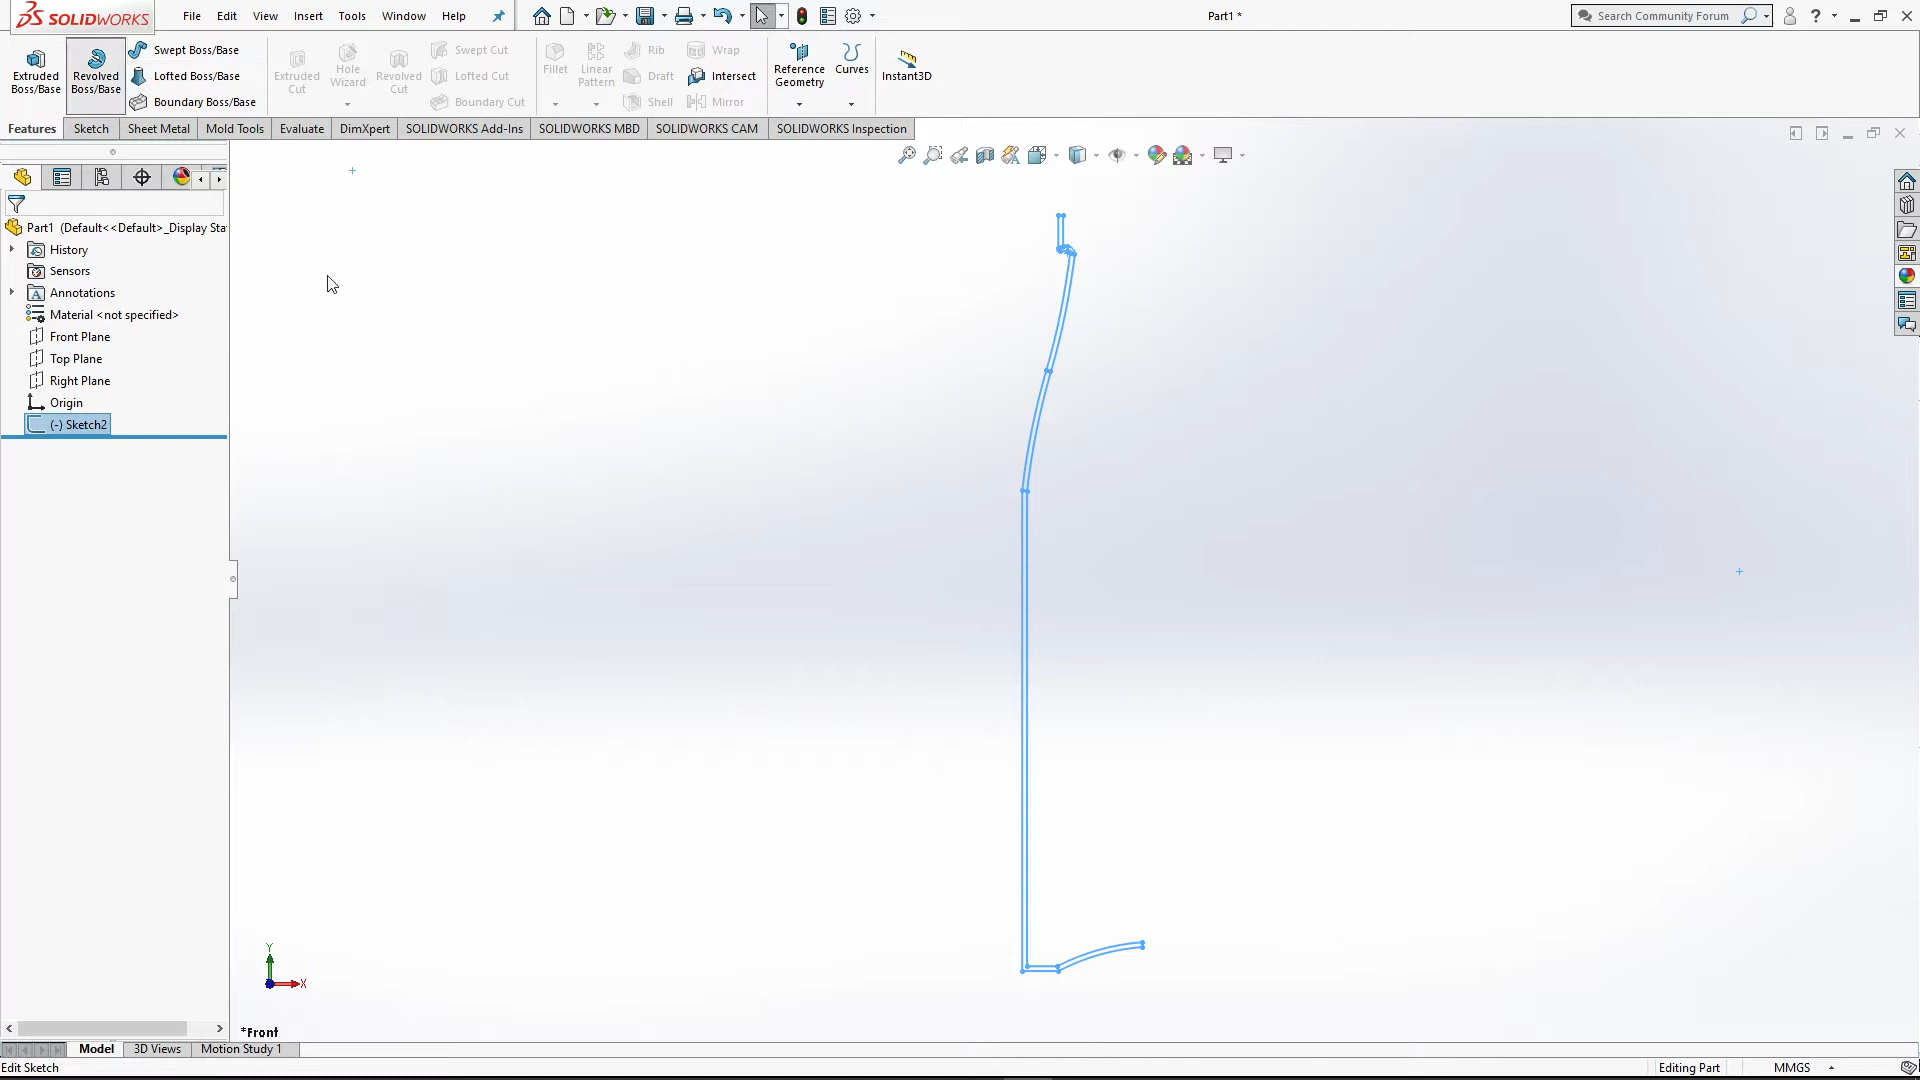 SOLIDWORKS
File Edit View Insert Tools Window Help
Part1 *
Search Community Forum
Extruded Boss/Base
Revolved Boss/Base
Swept Boss/Base
Lofted Boss/Base
Boundary Boss/Base
Extruded Cut
Hole Wizard
Revolved Cut
Swept Cut
Lofted Cut
Boundary Cut
Fillet
Linear Pattern
Rib
Draft
Shell
Wrap
Intersect
Mirror
Reference Geometry
Curves
Instant3D
Features Sketch Sheet Metal Mold Tools Evaluate DimXpert SOLIDWORKS Add-Ins SOLIDWORKS MBD SOLIDWORKS CAM SOLIDWORKS Inspection
Part1 (Default<<Default>_Display Sta
History
Sensors
Annotations
Material <not specified>
Front Plane
Top Plane
Right Plane
Origin
(-) Sketch2
Y
X
*Front
Model 3D Views Motion Study 1
Edit Sketch
Editing Part
MMGS